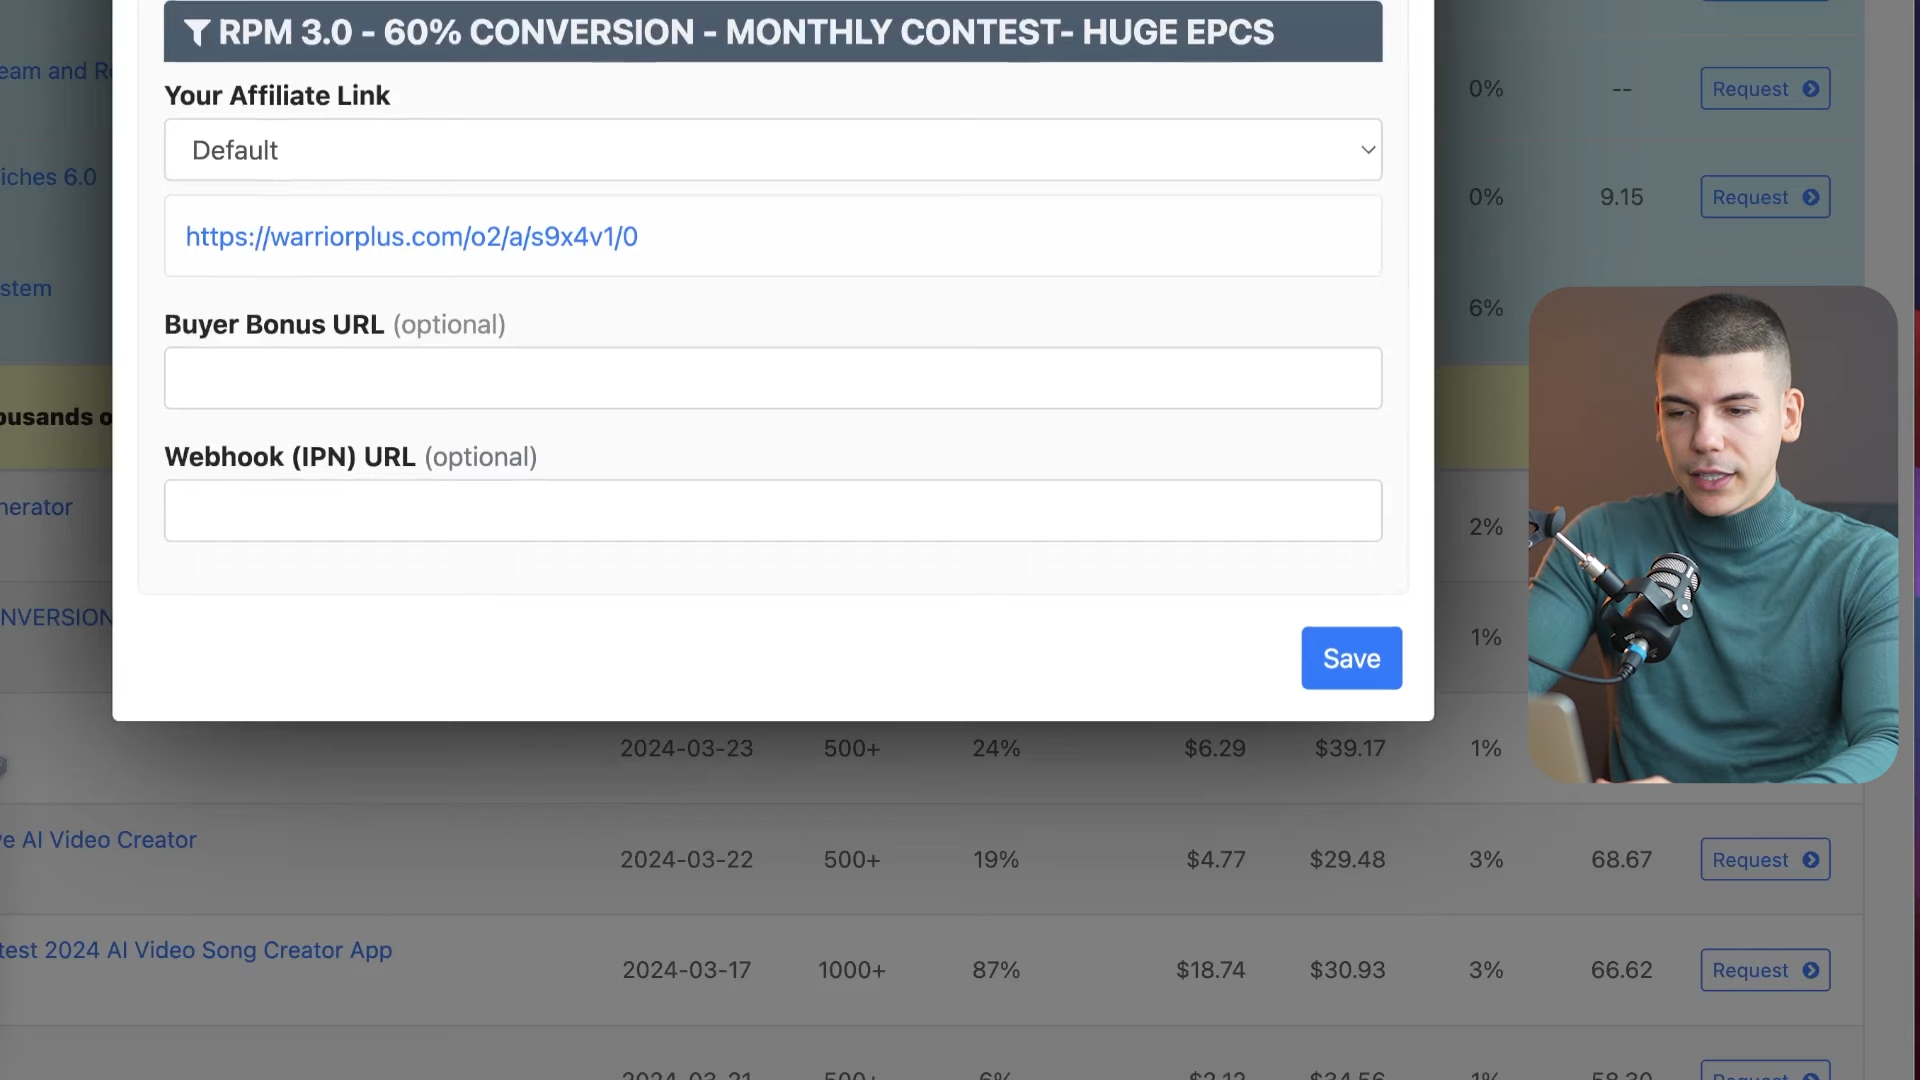 RPM 3.0 - 60% CONVERSION - MONTHLY CONTEST- HUGE EPCS
eam and R
0% -- Request
Your Affiliate Link
Default
iches 6.0
0% 9.15 Request
https://warriorplus.com/o2/a/s9x4v1/0
stem
6%
Buyer Bonus URL (optional)
ousands o
Webhook (IPN) URL (optional)
nerator
2%
NVERSION
1%
Save
2024-03-23 500+ 24% $6.29 $39.17 1%
e AI Video Creator
2024-03-22 500+ 19% $4.77 $29.48 3% 68.67 Request
test 2024 AI Video Song Creator App
2024-03-17 1000+ 87% $18.74 $30.93 3% 66.62 Request